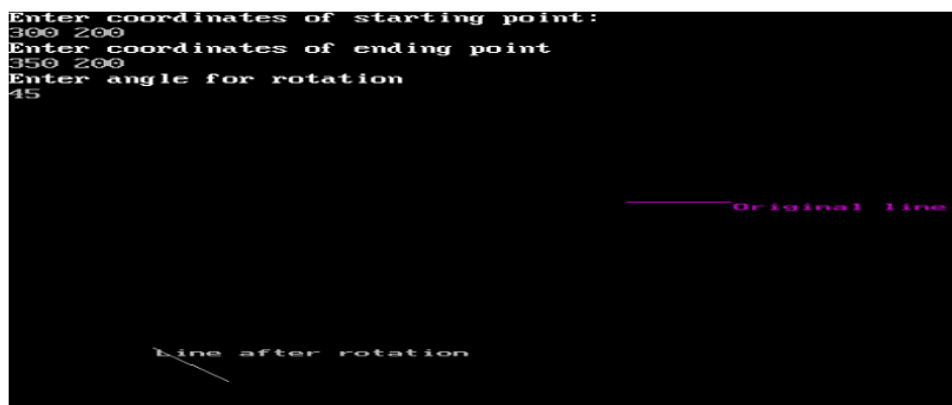 Enter coordinates of starting point:
300 200
Enter coordinates of ending point
350 200
Enter angle for rotation
45
Original line
Line after rotation